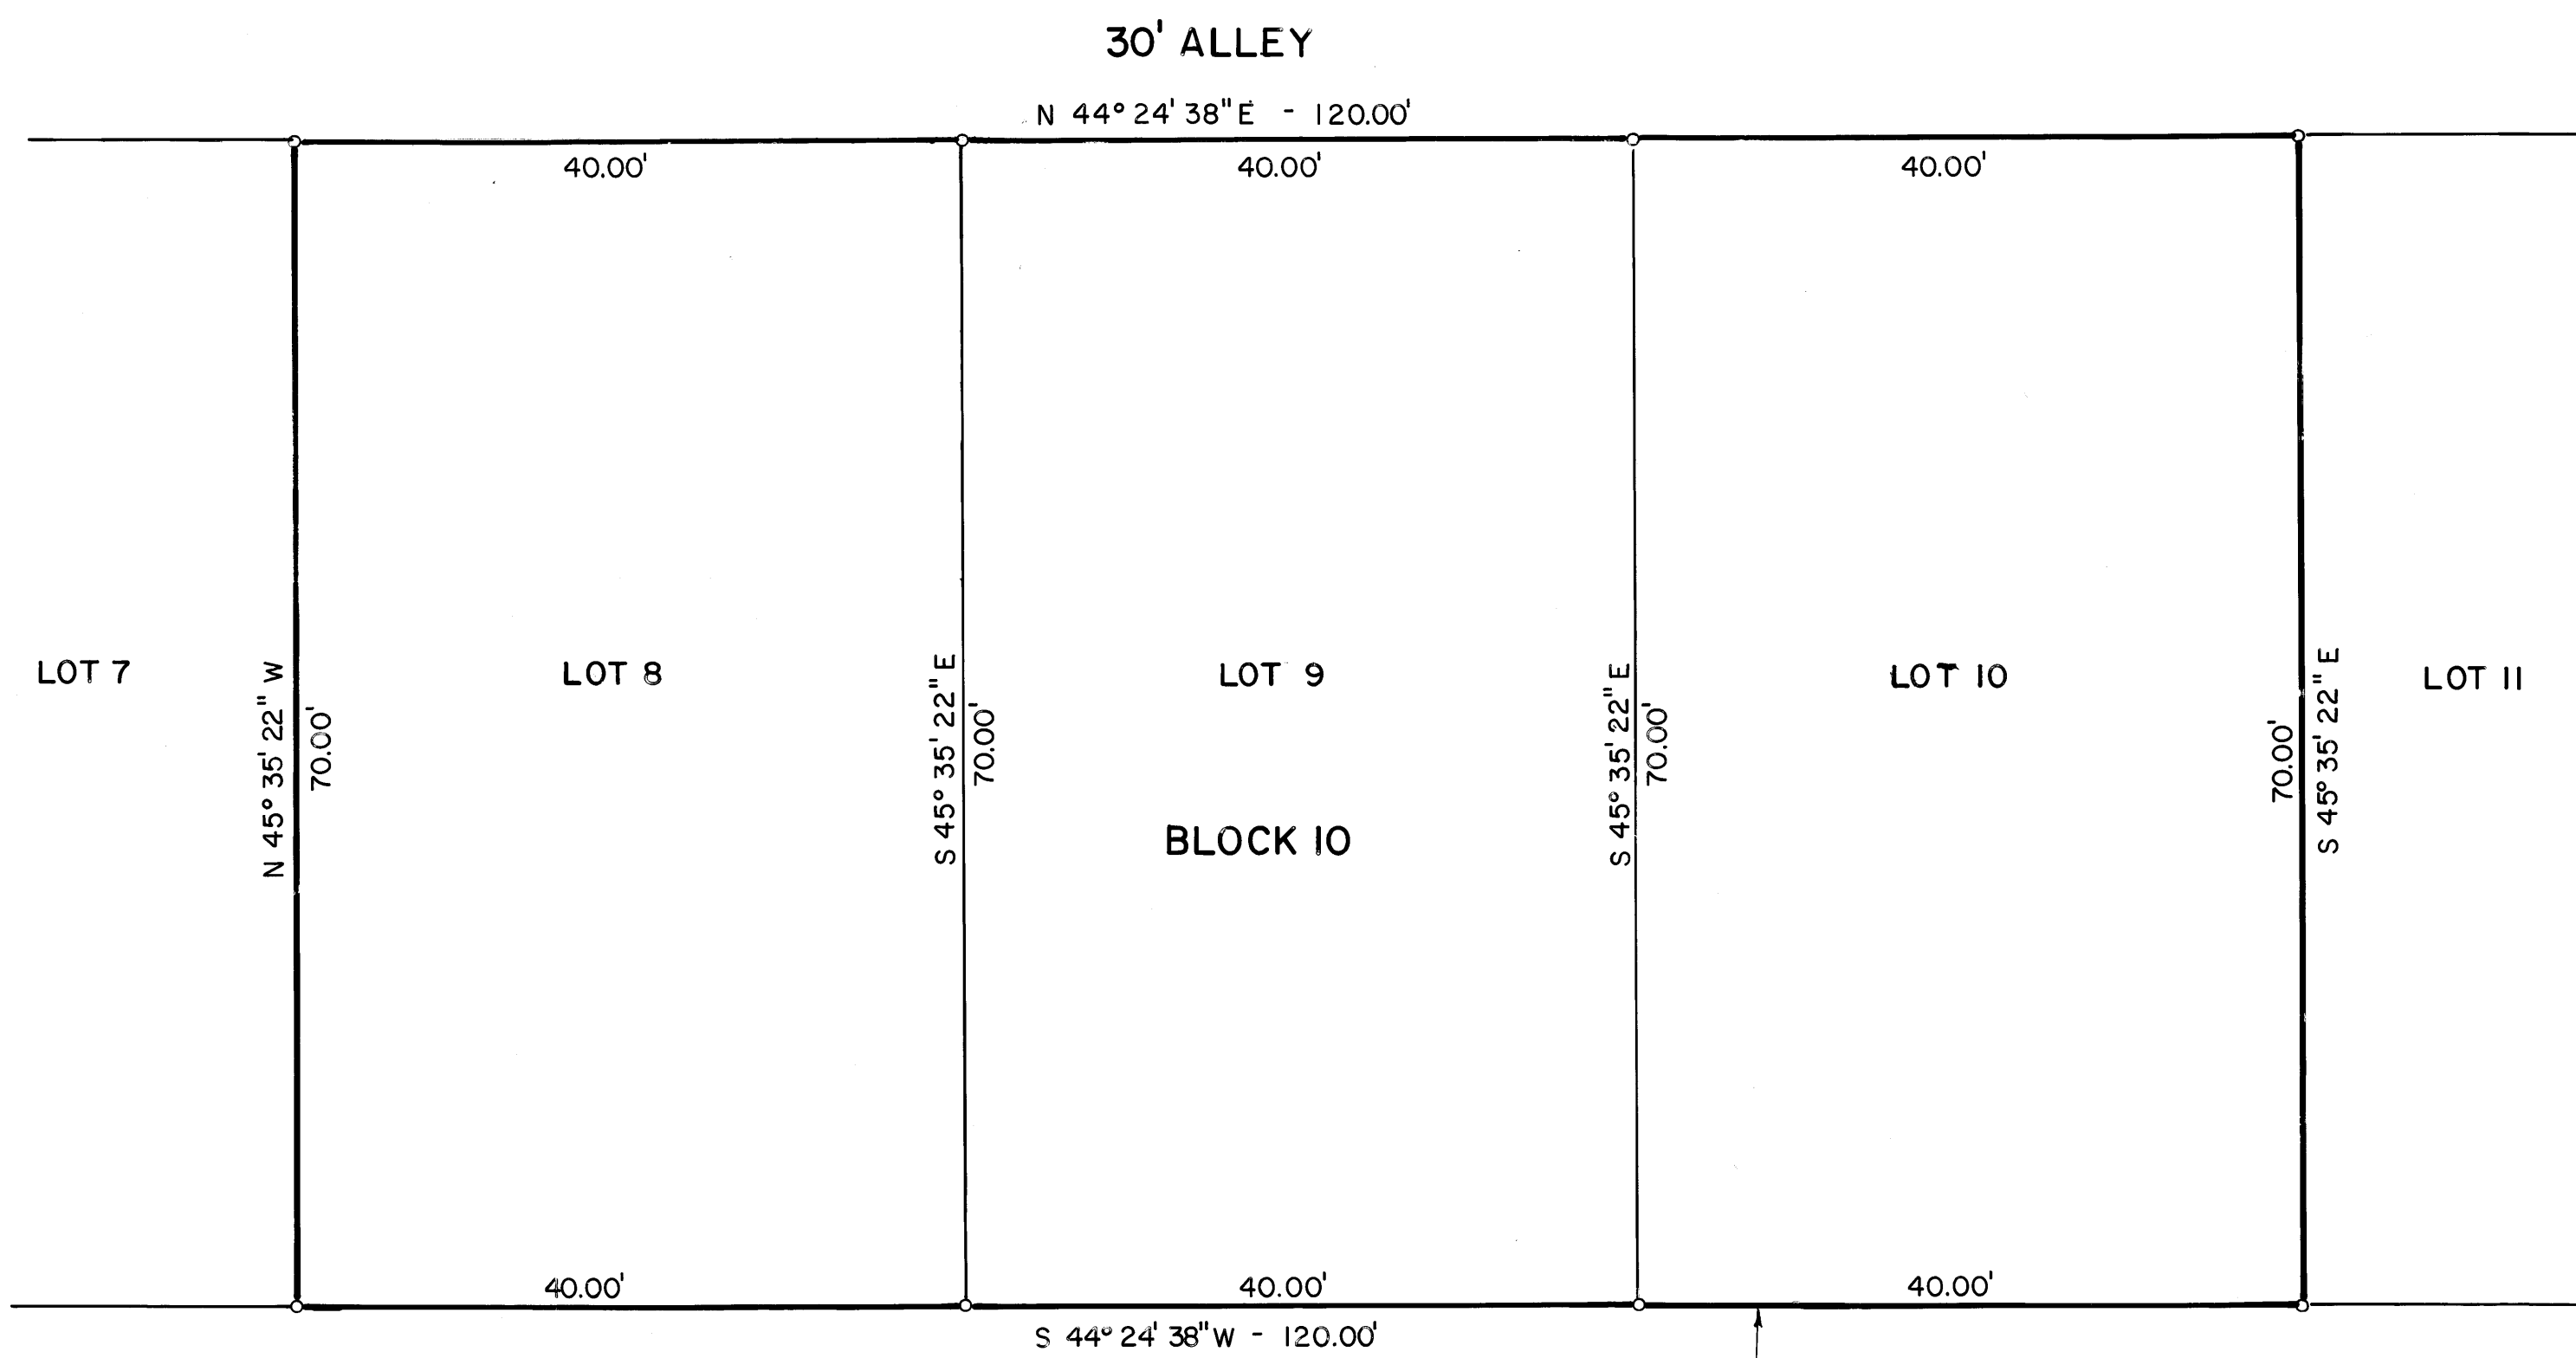 30' ALLEY
N 44° 24' 38" E - 120.00'
40.00' 40.00' 40.00'
LOT 7
N 45° 35' 22" W
70.00'
LOT 8
S 45° 35' 22" E
70.00'
LOT 9
BLOCK 10
S 45° 35' 22" E
70.00'
LOT 10
70.00'
S 45° 35' 22" E
LOT 11
40.00' 40.00' 40.00'
S 44° 24' 38" W - 120.00'